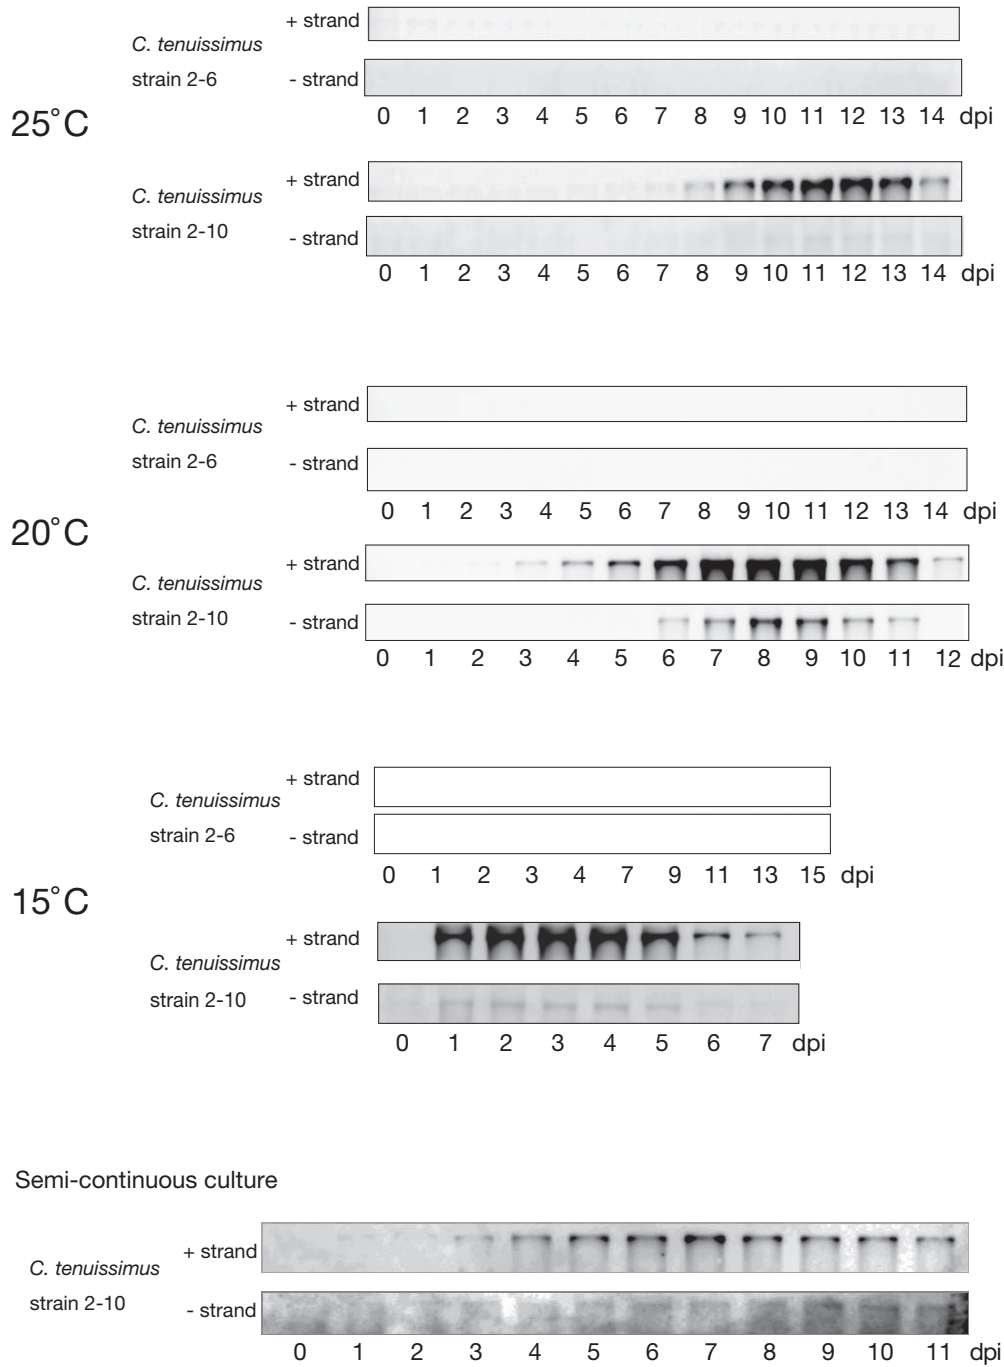 25˚C
C. tenuissimus
strain 2-6
+ strand
- strand
0 1 2 3 4 5 6 7 8 9 10 11 12 13 14 dpi
C. tenuissimus
strain 2-10
+ strand
- strand
0 1 2 3 4 5 6 7 8 9 10 11 12 13 14 dpi
20˚C
C. tenuissimus
strain 2-6
+ strand
- strand
0 1 2 3 4 5 6 7 8 9 10 11 12 13 14 dpi
C. tenuissimus
strain 2-10
+ strand
- strand
0 1 2 3 4 5 6 7 8 9 10 11 12 dpi
15˚C
C. tenuissimus
strain 2-6
+ strand
- strand
0 1 2 3 4 7 9 11 13 15 dpi
C. tenuissimus
strain 2-10
+ strand
- strand
0 1 2 3 4 5 6 7 dpi
Semi-continuous culture
C. tenuissimus
strain 2-10
+ strand
- strand
0 1 2 3 4 5 6 7 8 9 10 11 dpi